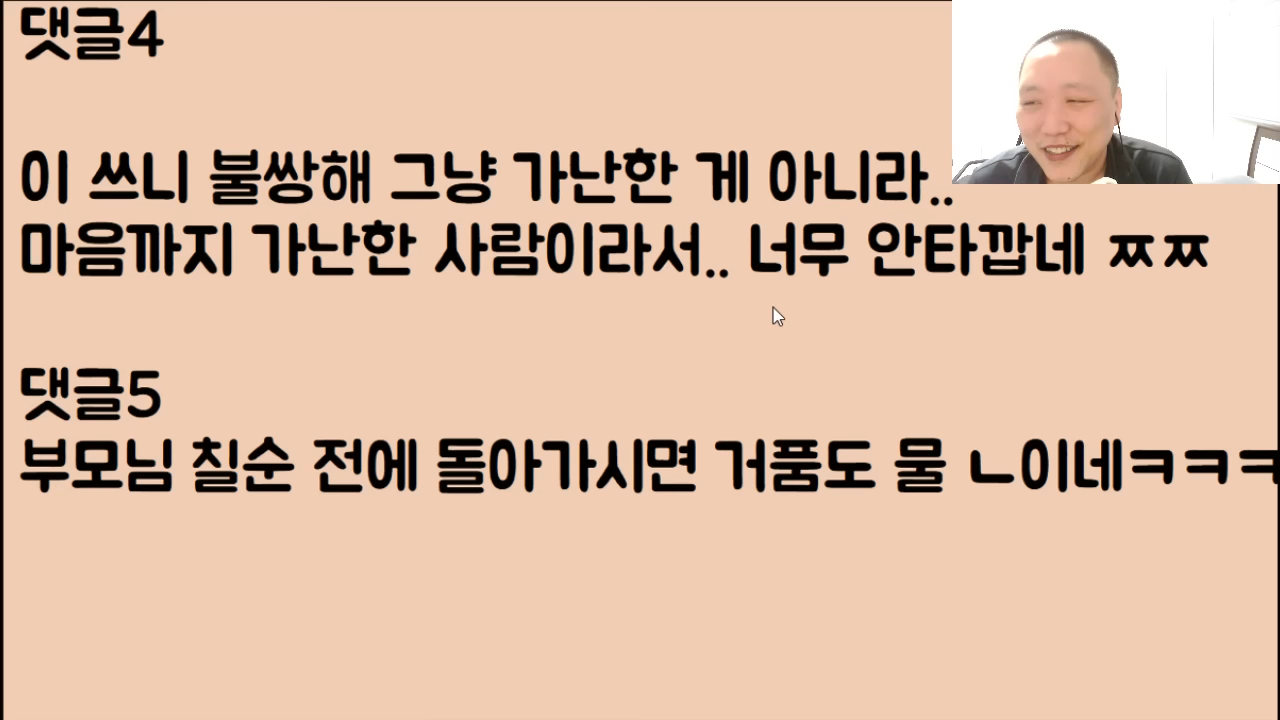 댓글4
이 쓰니 불쌍해 그냥 가난한 게 아니라..
마음까지 가난한 사람이라서.. 너무 안타깝네 ㅉㅉ
댓글5
부모님 칠순 전에 돌아가시면 거품도 물 ㄴ이네ㅋㅋㅋ